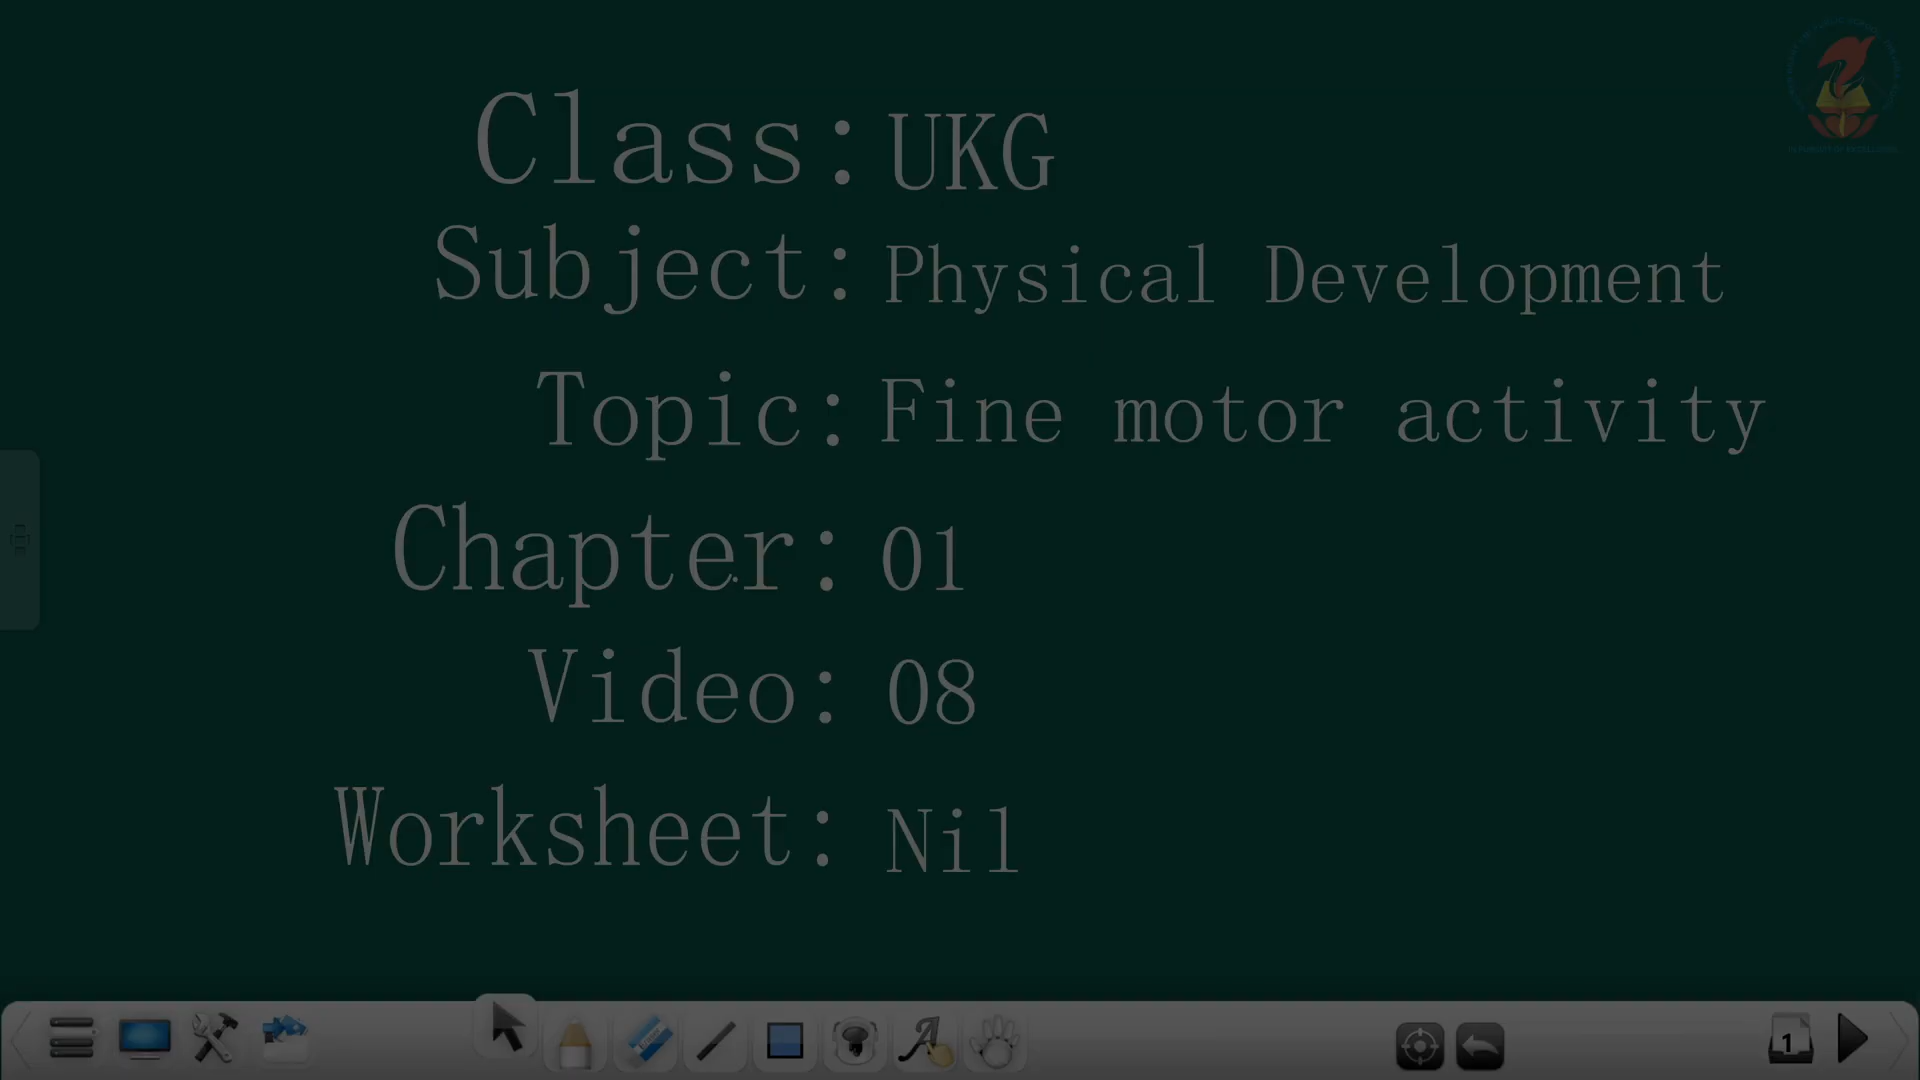 Class: UKG
Subject: Physical Development
Topic: Fine motor activity
Chapter: 01
Video: 08
Worksheet: Nil
1